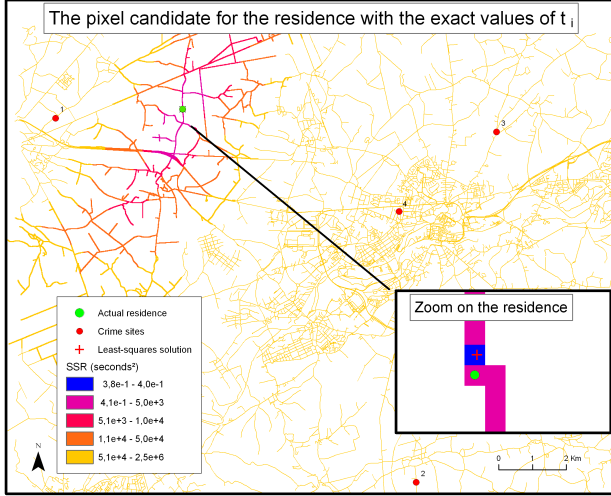 The pixel candidate for the residence with the exact values of t i
1
3
4
Actual residence
Crime sites
Least-squares solution
SSR (seconds²)
3,8e-1 - 4,0e-1
4,1e-1 - 5,0e+3
5,1e+3 - 1,0e+4
1,1e+4 - 5,0e+4
5,1e+4 - 2,5e+6
Zoom on the residence
N
0 1 2 Km
2